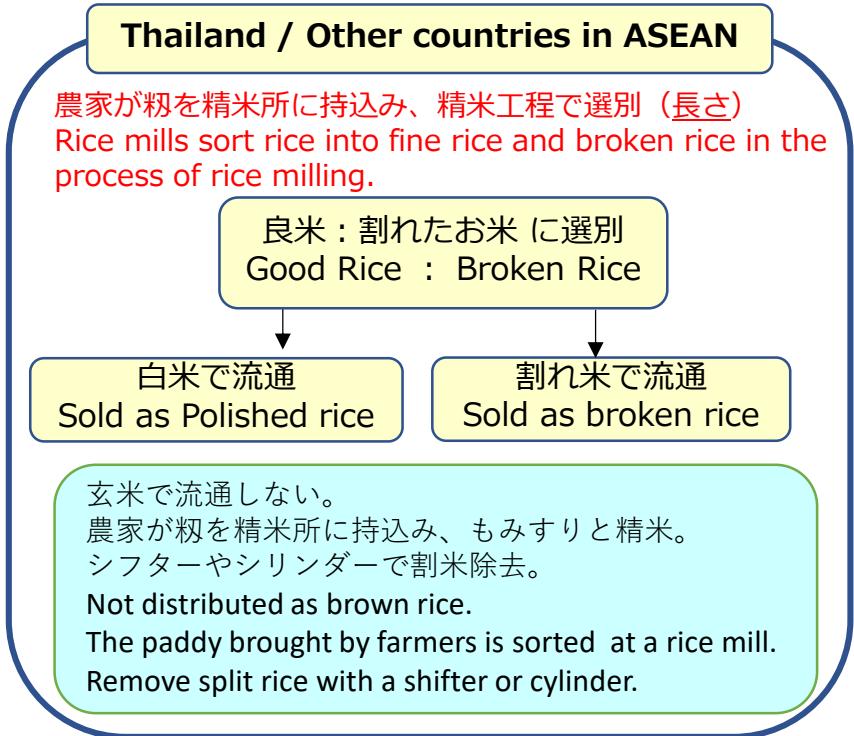 Thailand / Other countries in ASEAN
農家が籾を精米所に持込み、精米工程で選別（長さ）
Rice mills sort rice into fine rice and broken rice in the
process of rice milling.
良米：割れたお米 に選別
Good Rice : Broken Rice
白米で流通
Sold as Polished rice
割れ米で流通
Sold as broken rice
玄米で流通しない。
農家が籾を精米所に持込み、もみすりと精米。
シフターやシリンダーで割米除去。
Not distributed as brown rice.
The paddy brought by farmers is sorted at a rice mill.
Remove split rice with a shifter or cylinder.